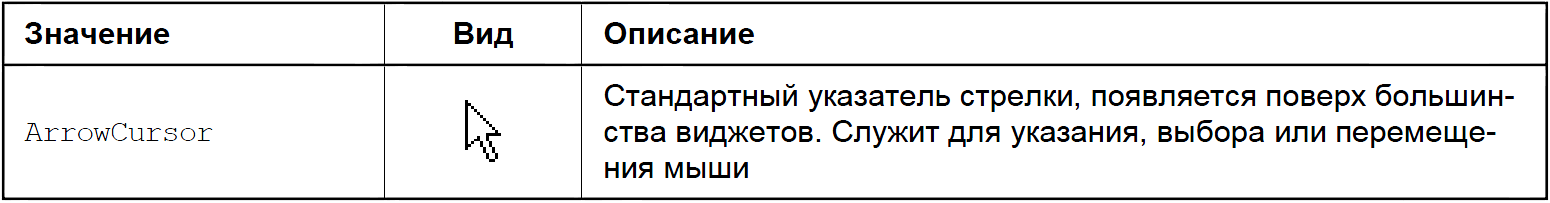 Значение Вид Описание
ArrowCursor
Стандартный указатель стрелки, появляется поверх большин-
ства виджетов. Служит для указания, выбора или перемеще-
ния мыши